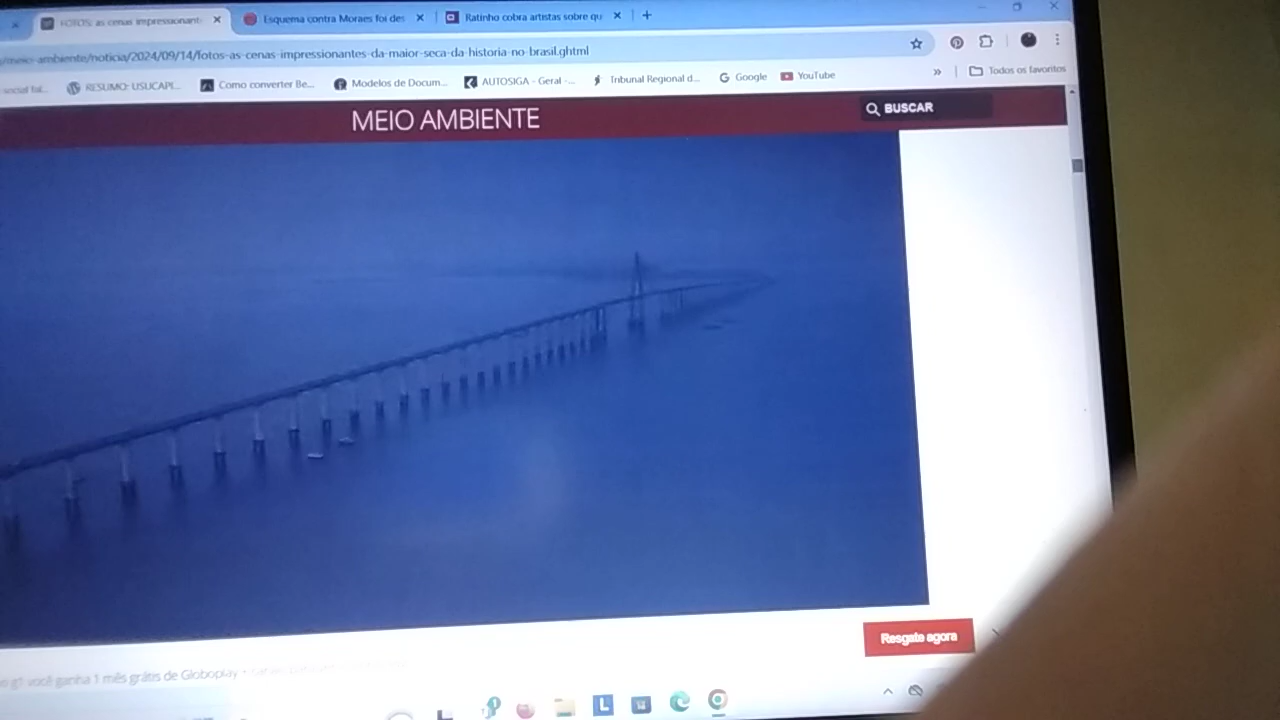 FOTOS: as cenas impressionant
Esquema contra Moraes foi des
Ratinho cobra artistas sobre qu
/meio-ambiente/noticia/2024/09/14/fotos-as-cenas-impressionantes-da-maior-seca-da-historia-no-brasil.ghtml
social
RESUMO: USUCAPI...
Como converter Be...
Modelos de Docum...
AUTOSIGA - Geral -...
Tribunal Regional d...
Google
YouTube
»
Todos os favoritos
MEIO AMBIENTE
BUSCAR
Resgate agora
g1 você ganha 1 mês grátis de Globoplay